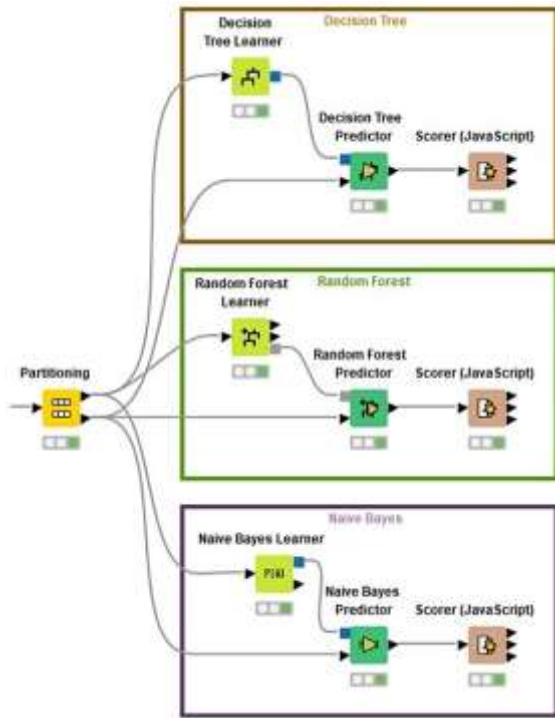 Decision Tree
Decision
Tree Learner
Decision Tree
Predictor
Scorer (JavaScript)
Random Forest
Random Forest
Learner
Random Forest
Predictor
Scorer (JavaScript)
Partitioning
Naive Bayes
Naive Bayes Learner
Naive Bayes
Predictor
Scorer (JavaScript)